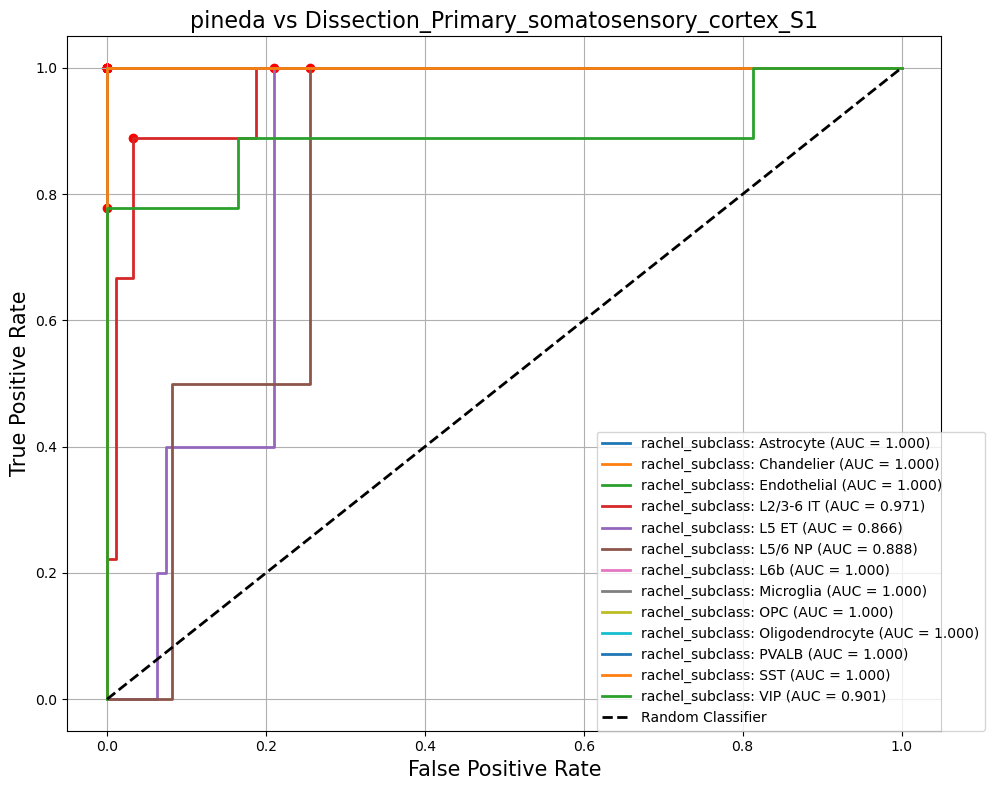 pineda vs Dissection_Primary_somatosensory_cortex_S1
True Positive Rate
1.0
0.8
0.6
0.4
0.2
0.0
rachel_subclass: Astrocyte (AUC = 1.000)
rachel_subclass: Chandelier (AUC = 1.000)
rachel_subclass: Endothelial (AUC = 1.000)
rachel_subclass: L2/3-6 IT (AUC = 0.971)
rachel_subclass: L5 ET (AUC = 0.866)
rachel_subclass: L5/6 NP (AUC = 0.888)
rachel_subclass: L6b (AUC = 1.000)
rachel_subclass: Microglia (AUC = 1.000)
rachel_subclass: OPC (AUC = 1.000)
rachel_subclass: Oligodendrocyte (AUC = 1.000)
rachel_subclass: PVALB (AUC = 1.000)
rachel_subclass: SST (AUC = 1.000)
rachel_subclass: VIP (AUC = 0.901)
Random Classifier
0.0 0.2 0.4 0.6 0.8 1.0
False Positive Rate